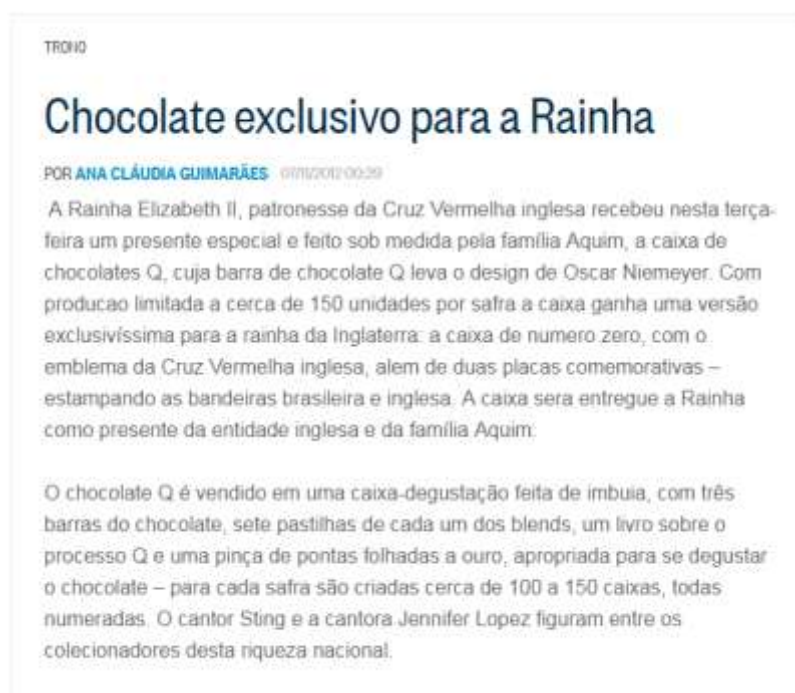 TRONO
Chocolate exclusivo para a Rainha
POR ANA CLÁUDIA GUIMARÃES 07/11/2012 00:39
A Rainha Elizabeth II, patronesse da Cruz Vermelha inglesa recebeu nesta terça-
feira um presente especial e feito sob medida pela família Aquim, a caixa de
chocolates Q, cuja barra de chocolate Q leva o design de Oscar Niemeyer. Com
producao limitada a cerca de 150 unidades por safra a caixa ganha uma versão
exclusivíssima para a rainha da Inglaterra: a caixa de numero zero, com o
emblema da Cruz Vermelha inglesa, alem de duas placas comemorativas –
estampando as bandeiras brasileira e inglesa. A caixa sera entregue a Rainha
como presente da entidade inglesa e da família Aquim.
O chocolate Q é vendido em uma caixa-degustação feita de imbuia, com três
barras do chocolate, sete pastilhas de cada um dos blends, um livro sobre o
processo Q e uma pinça de pontas folhadas a ouro, apropriada para se degustar
o chocolate – para cada safra são criadas cerca de 100 a 150 caixas, todas
numeradas. O cantor Sting e a cantora Jennifer Lopez figuram entre os
colecionadores desta riqueza nacional.